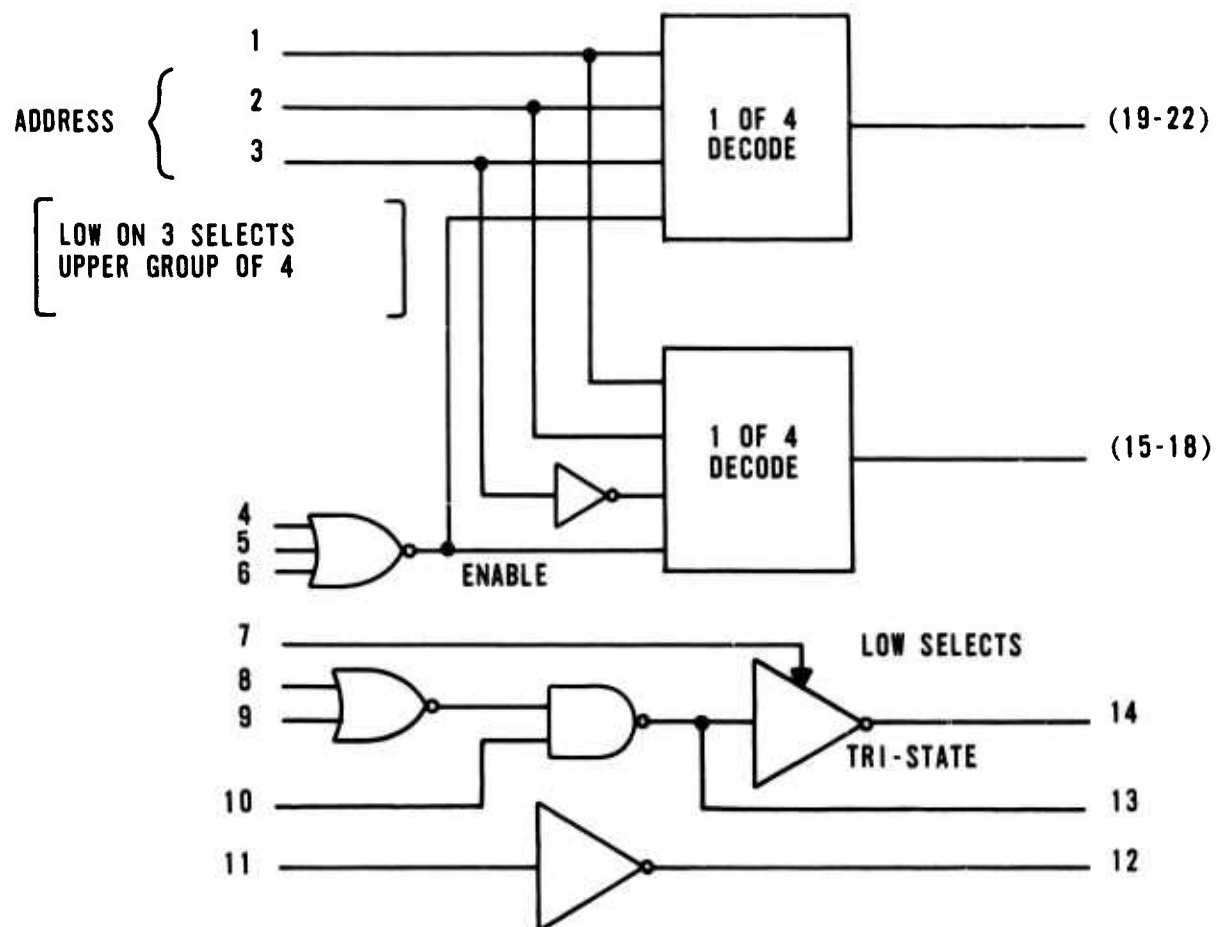 1
2
3
ADDRESS
LOW ON 3 SELECTS
UPPER GROUP OF 4
1 OF 4
DECODE
(19-22)
1 OF 4
DECODE
(15-18)
4
5
6
ENABLE
7
LOW SELECTS
8
9
14
TRI-STATE
10
13
11
12